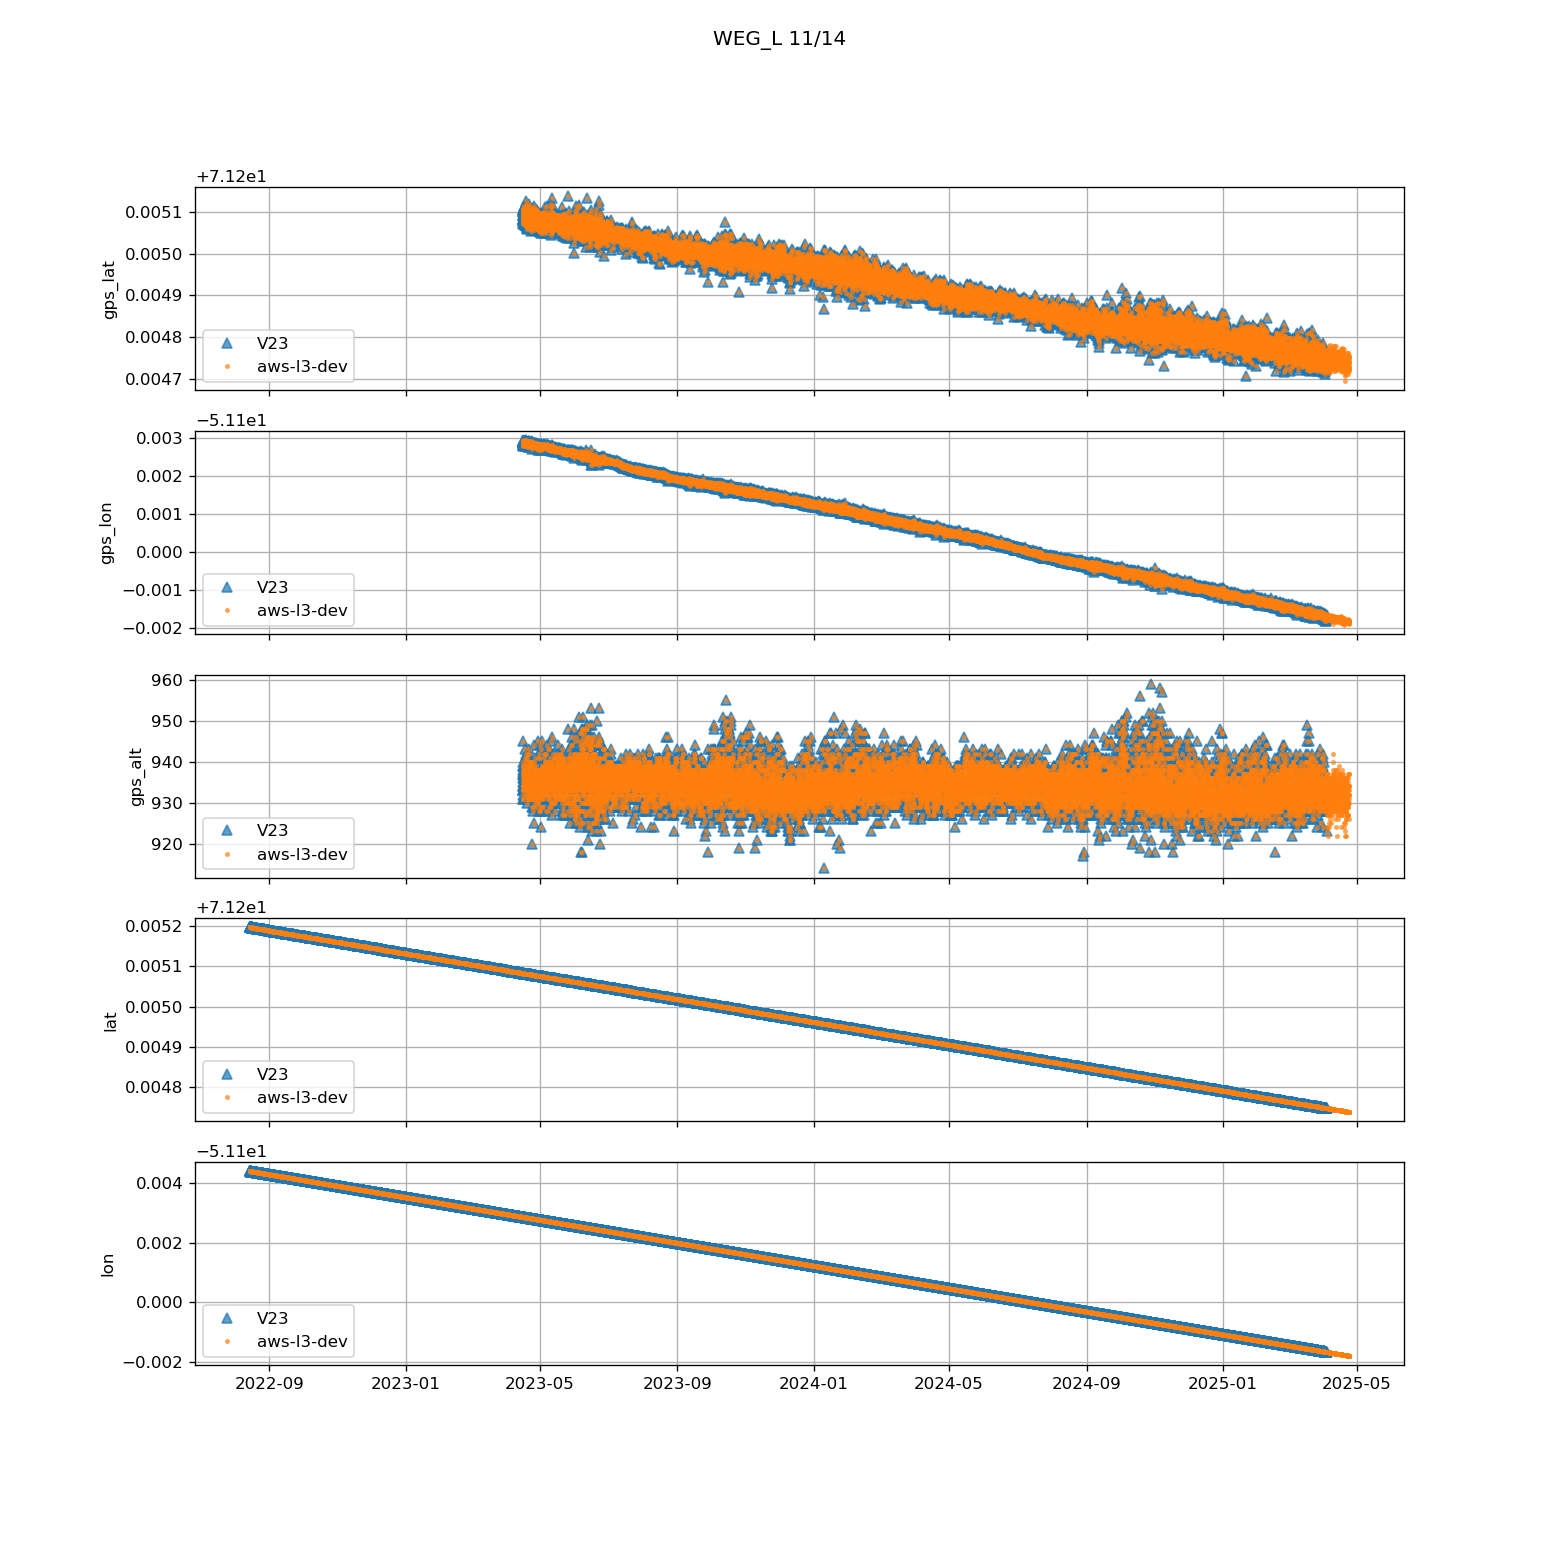 WEG_L 11/14
+7.12e1
0.0051
0.0050
0.0049
0.0048
0.0047
gps_lat
V23
aws-l3-dev
−5.11e1
0.003
0.002
0.001
0.000
−0.001
−0.002
gps_lon
V23
aws-l3-dev
960
950
940
930
920
gps_alt
V23
aws-l3-dev
+7.12e1
0.0052
0.0051
0.0050
0.0049
0.0048
lat
V23
aws-l3-dev
−5.11e1
0.004
0.002
0.000
−0.002
lon
V23
aws-l3-dev
2022-09 2023-01 2023-05 2023-09 2024-01 2024-05 2024-09 2025-01 2025-05